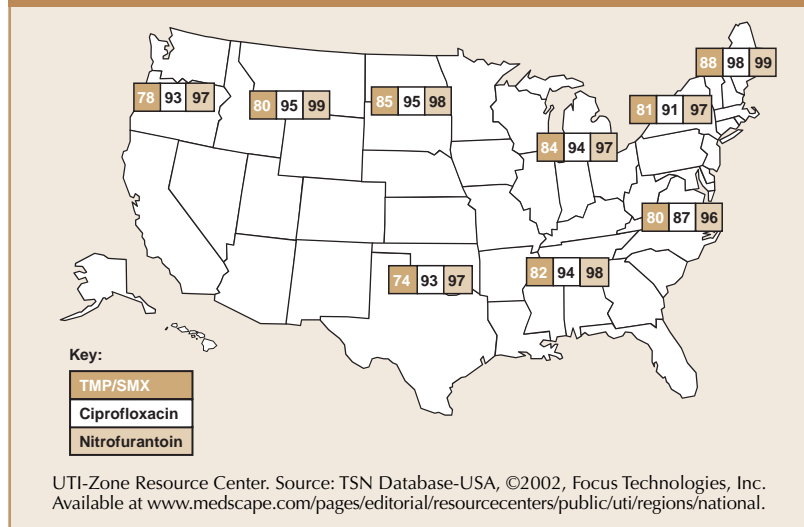 88 98 99
78 93 97
80 95 99
85 95 98
81 91 97
84 94 97
80 87 96
74 93 97
82 94 98
Key:
TMP/SMX
Ciprofloxacin
Nitrofurantoin
UTI-Zone Resource Center. Source: TSN Database-USA, ©2002, Focus Technologies, Inc.
Available at www.medscape.com/pages/editorial/resourcecenters/public/uti/regions/national.